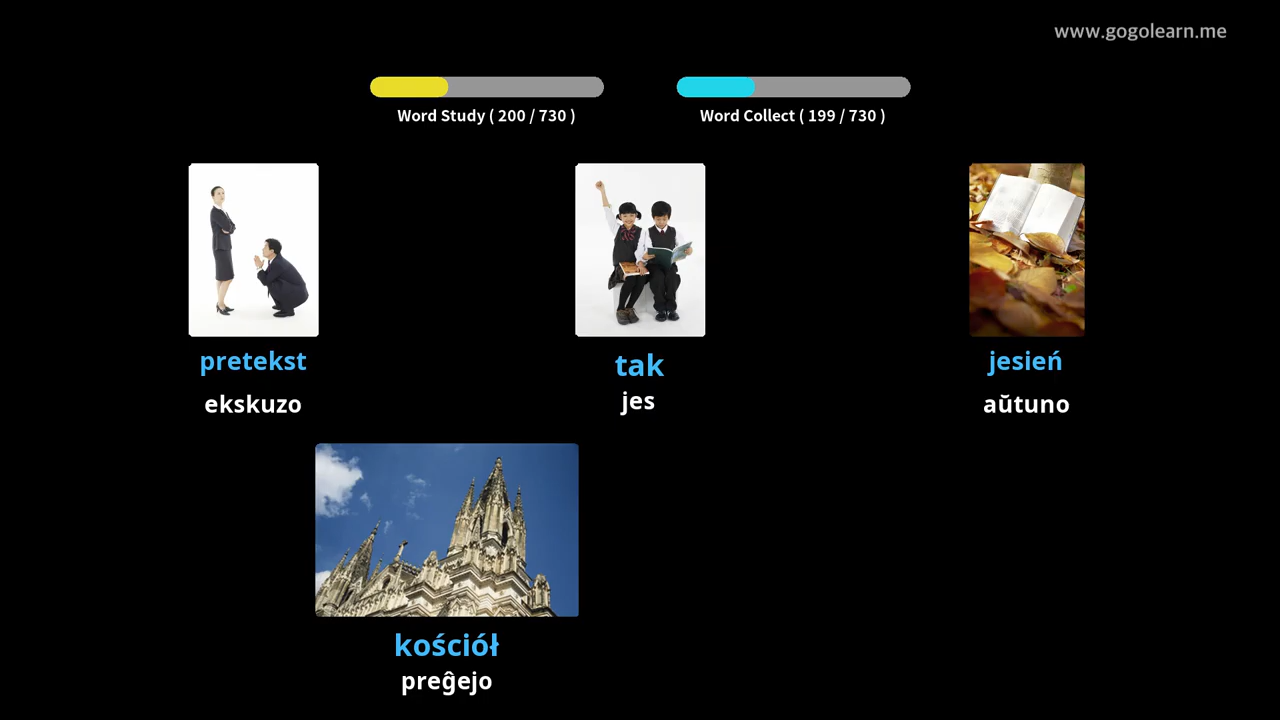 www.gogolearn.me
Word Study ( 200 / 730 )
Word Collect ( 199 / 730 )
pretekst
ekskuzo
tak
jes
jesień
aŭtuno
kościół
preĝejo